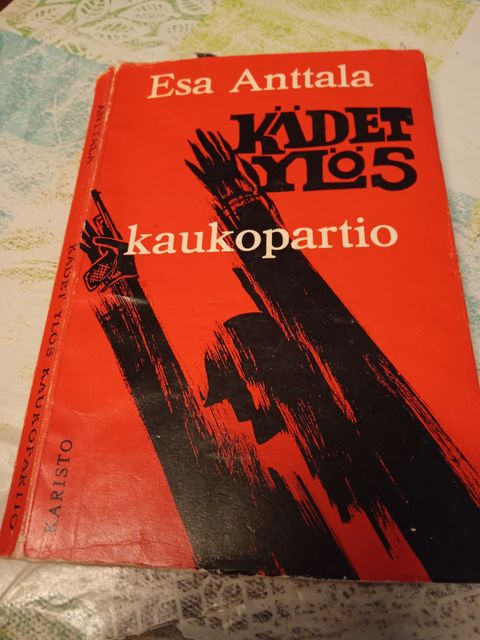 Esa Anttala
KÄDET
YLÖS
kaukopartio
KARISTO
ANTTALA KÄDET YLÖS KAUKOPARTIO